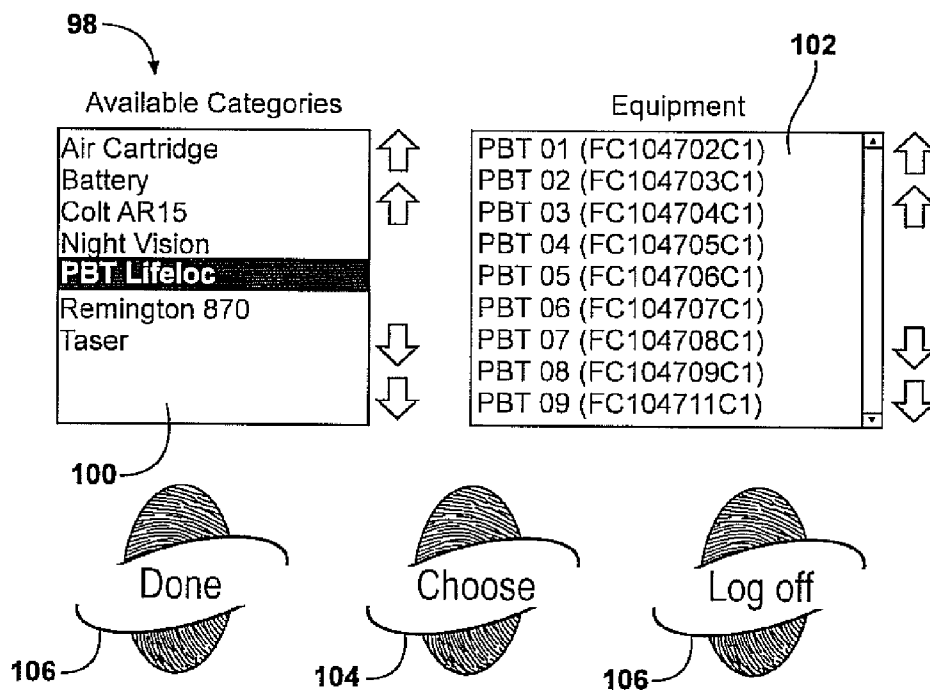 98
102
Available Categories
Equipment
Air Cartridge
Battery
Colt AR15
Night Vision
PBT Lifeloc
Remington 870
Taser
PBT 01 (FC104702C1)
PBT 02 (FC104703C1)
PBT 03 (FC104704C1)
PBT 04 (FC104705C1)
PBT 05 (FC104706C1)
PBT 06 (FC104707C1)
PBT 07 (FC104708C1)
PBT 08 (FC104709C1)
PBT 09 (FC104711C1)
100
Done
Choose
Log off
106
104
106